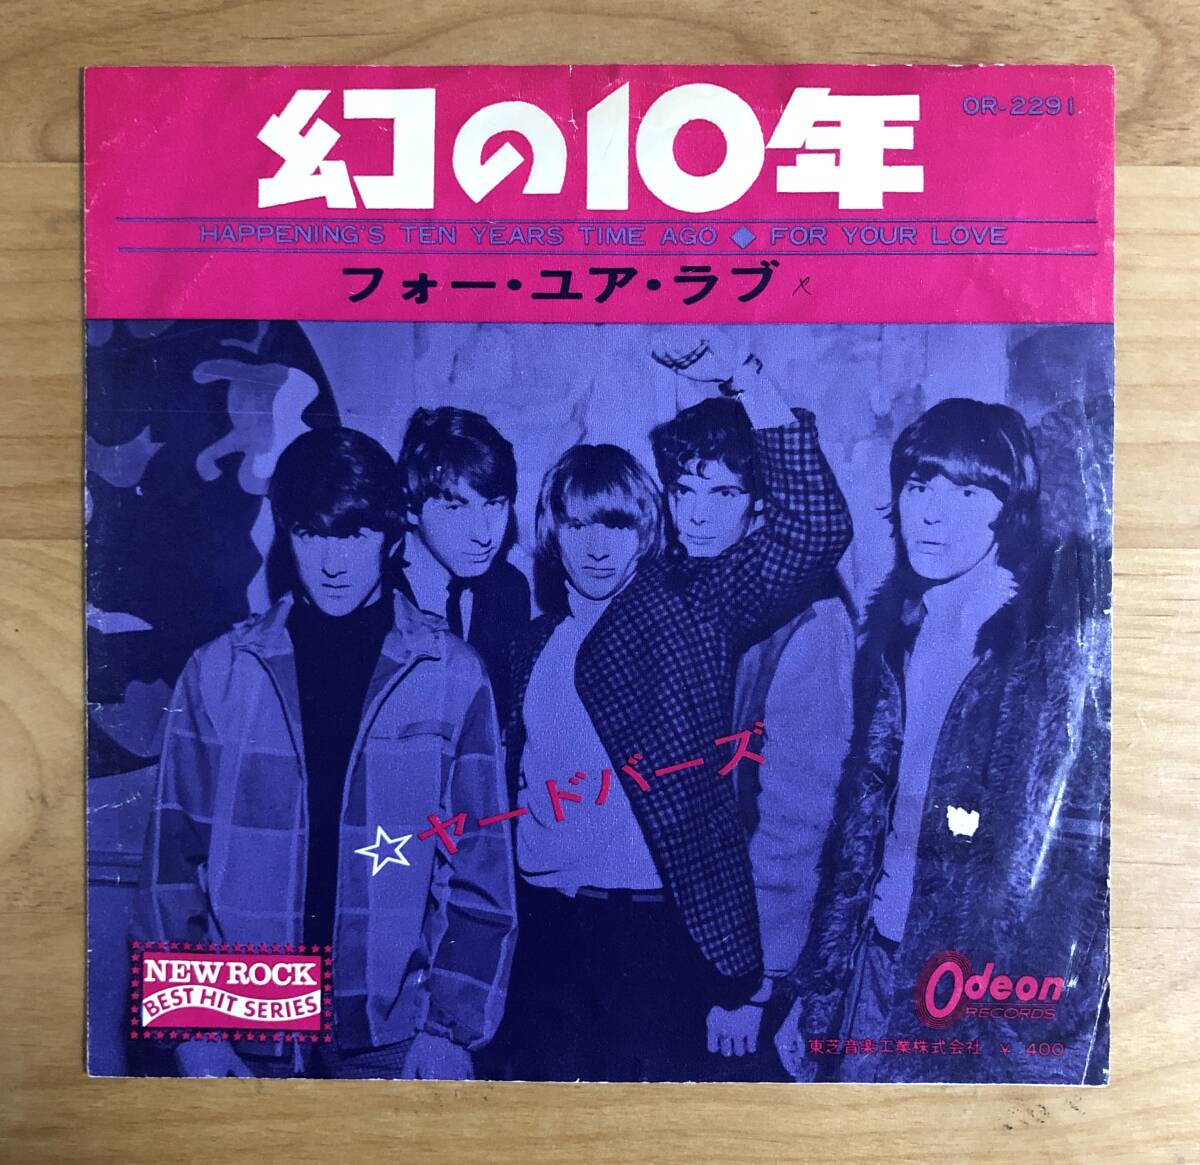 幻の10年
OR-2291
HAPPENING'S TEN YEARS TIME AGO ◆ FOR YOUR LOVE
フォー・ユア・ラブ
☆ヤードバーズ
NEW ROCK
BEST HIT SERIES
Odeon
RECORDS
東芝音楽工業株式会社 ¥ 400